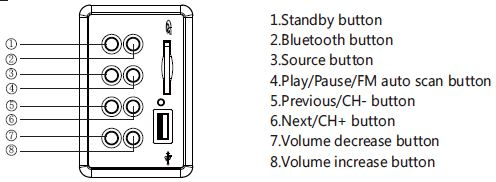 ①
②
③
④
⑤
⑥
⑦
⑧
1.Standby button
2.Bluetooth button
3.Source button
4.Play/Pause/FM auto scan button
5.Previous/CH- button
6.Next/CH+ button
7.Volume decrease button
8.Volume increase button